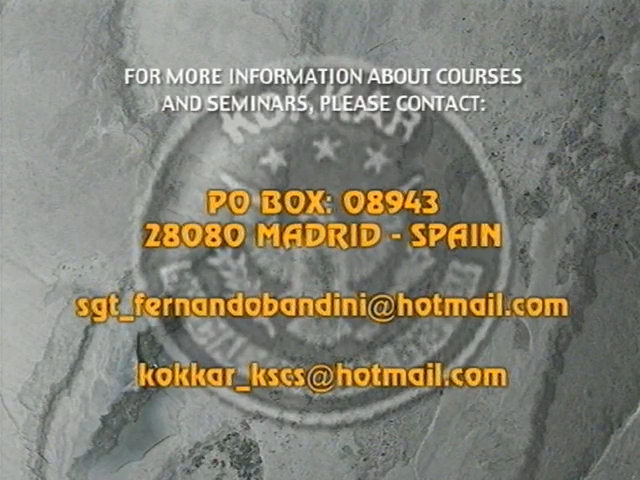 FOR MORE INFORMATION ABOUT COURSES
AND SEMINARS, PLEASE CONTACT:
KOKKAR
PO BOX: 08943
28080 MADRID - SPAIN
sgt_fernandobandini@hotmail.com
kokkar_kscs@hotmail.com